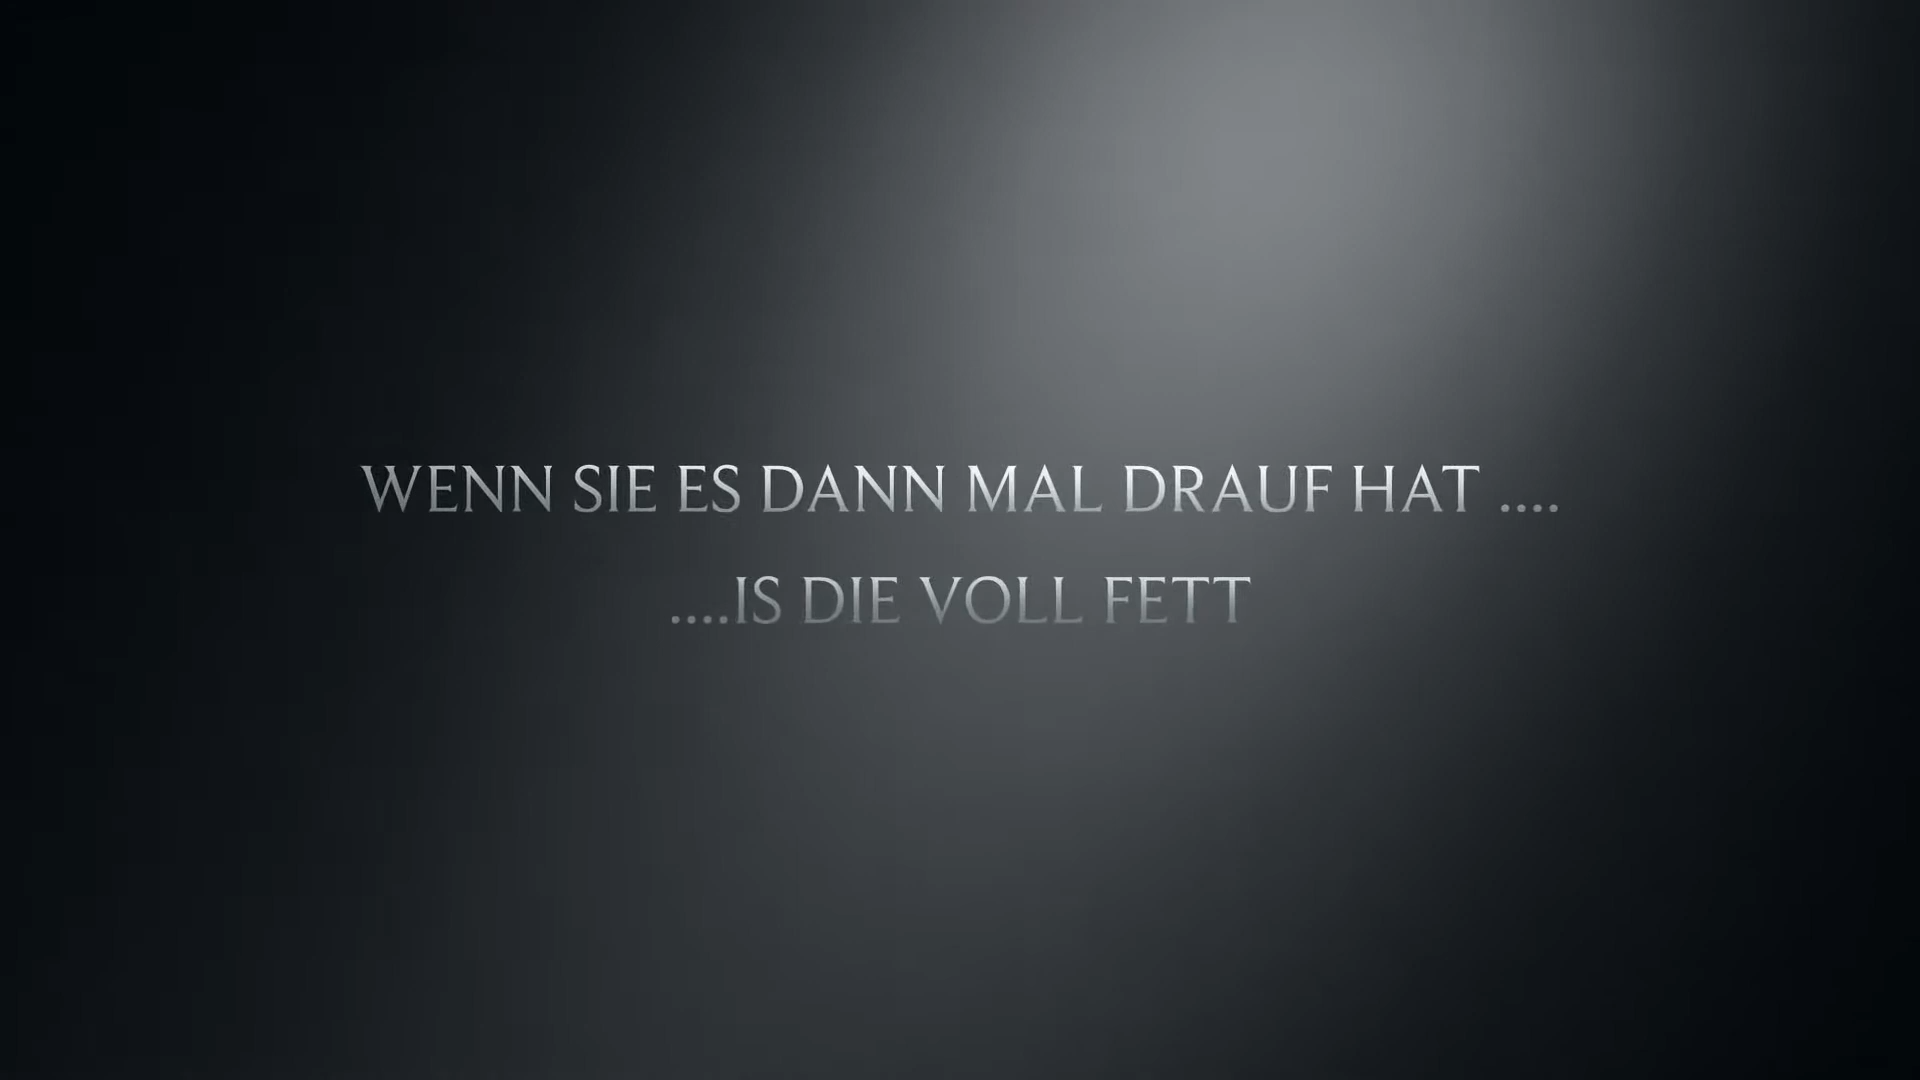 WENN SIE ES DANN MAL DRAUF HAT ....
....IS DIE VOLL FETT